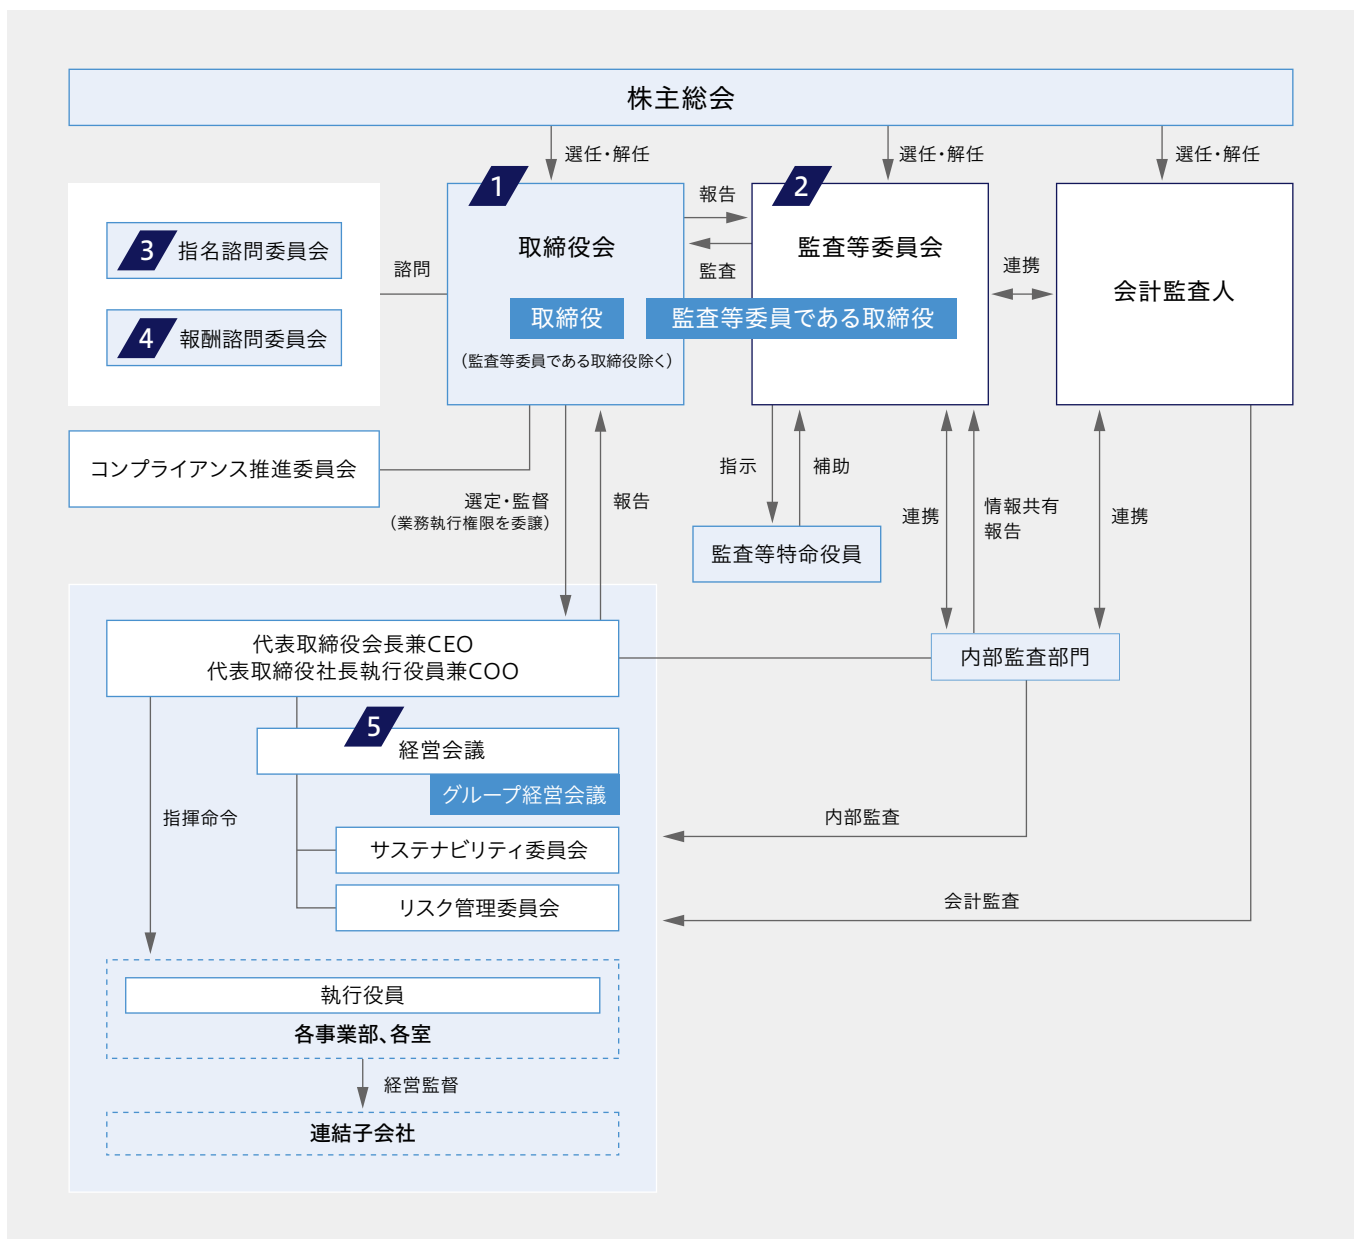 株主総会
選任・解任
選任・解任
選任・解任
1
取締役会
取締役
(監査等委員である取締役除く)
報告
監査
2
監査等委員会
監査等委員である取締役
連携
会計監査人
3
指名諮問委員会
4
報酬諮問委員会
諮問
コンプライアンス推進委員会
選定・監督
(業務執行権限を委譲)
報告
指示
補助
監査等特命役員
連携
情報共有
報告
連携
代表取締役会長兼CEO
代表取締役社長執行役員兼COO
内部監査部門
5
経営会議
グループ経営会議
指揮命令
サステナビリティ委員会
リスク管理委員会
内部監査
会計監査
執行役員
各事業部、各室
経営監督
連結子会社